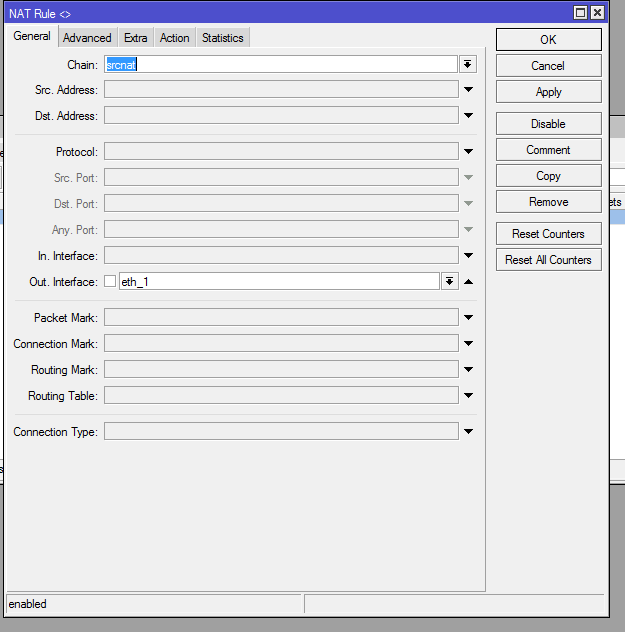 NAT Rule <>
General Advanced Extra Action Statistics
Chain: srcnat
Src. Address:
Dst. Address:
Protocol:
Src. Port:
Dst. Port:
Any. Port:
In. Interface:
Out. Interface: eth_1
Packet Mark:
Connection Mark:
Routing Mark:
Routing Table:
Connection Type:
OK
Cancel
Apply
Disable
Comment
Copy
Remove
Reset Counters
Reset All Counters
ets
enabled